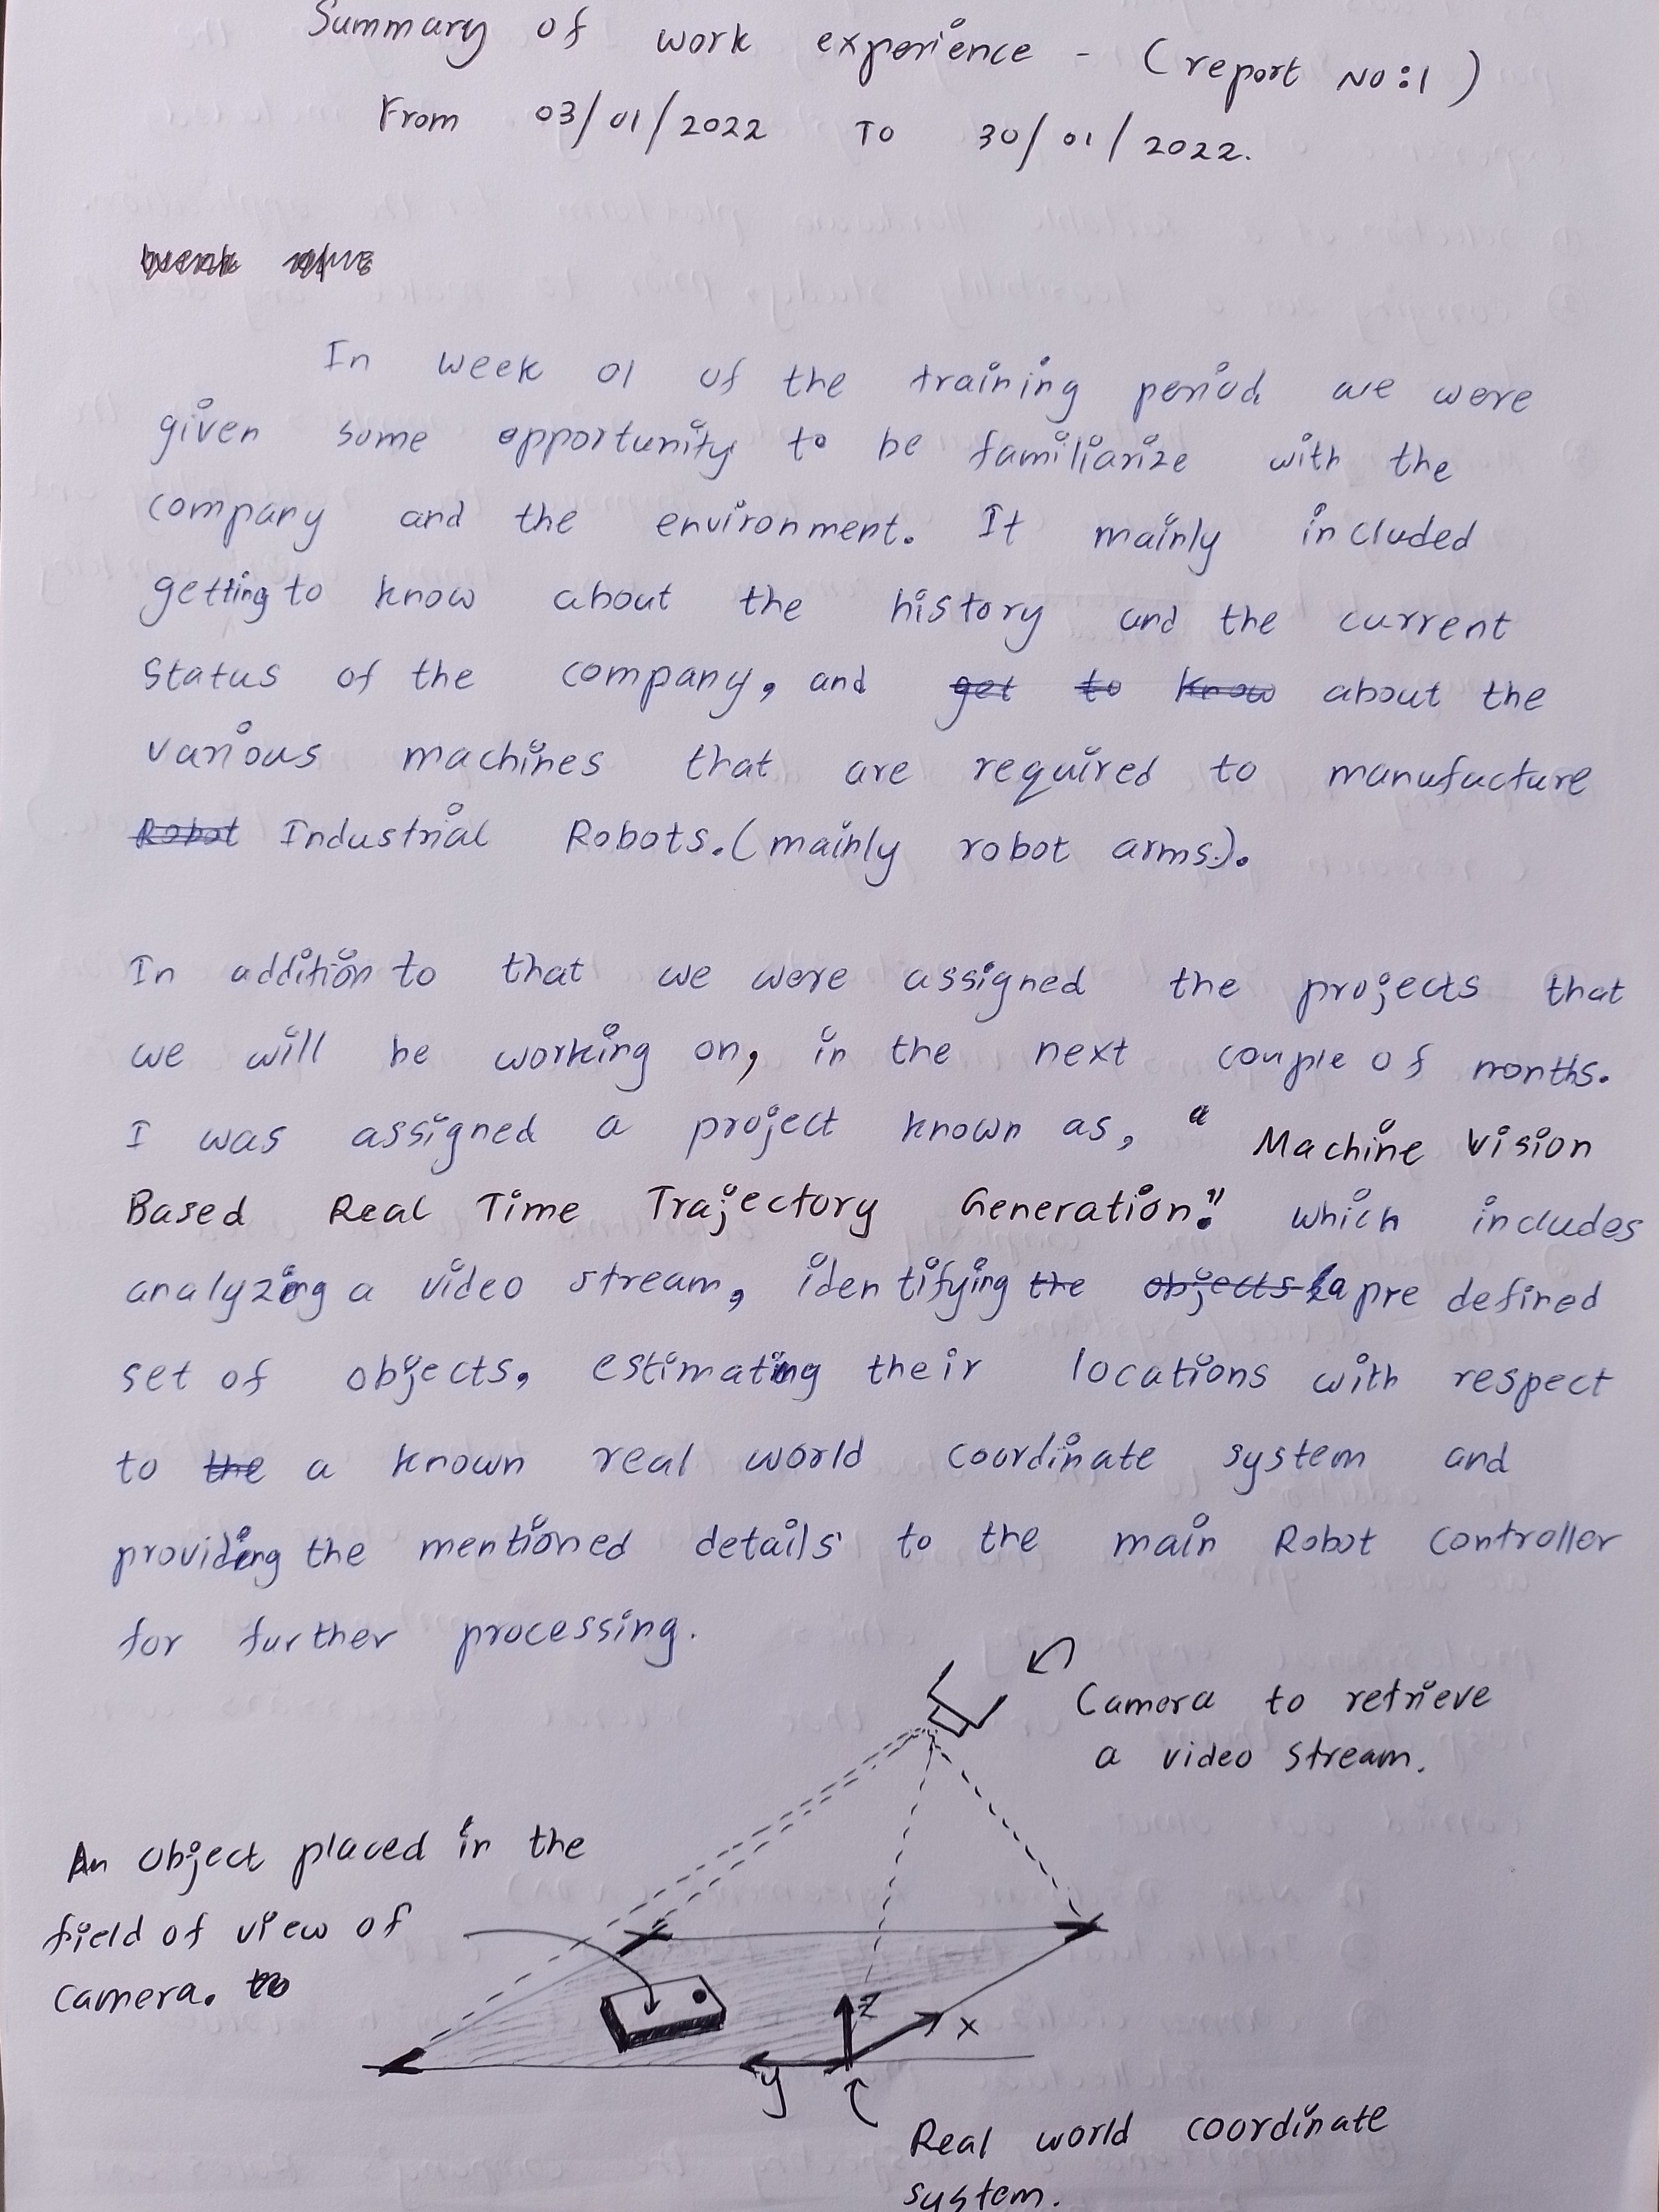 Summary of work experience - (report No:1)
From 03/01/2022 To 30/01/2022.
In week 01 of the training period we were
given some opportunity to be familiarize with the
company and the environment. It mainly included
getting to know about the history and the current
status of the company, and get to know about the
various machines that are required to manufacture
Robot Industrial Robots.(mainly robot arms).
In addition to that we were assigned the projects that
we will be working on, in the next couple of months.
I was assigned a project known as, " Machine Vision
Based Real Time Trajectory Generation." which includes
analyzing a video stream, identifying the objects a pre defined
set of objects, estimating their locations with respect
to the a known real world coordinate system and
providing the mentioned details to the main Robot Controller
for further processing.
Camera to retrieve
a video stream.
An object placed in the
field of view of
camera. to
z
x
y
Real world coordinate
system.